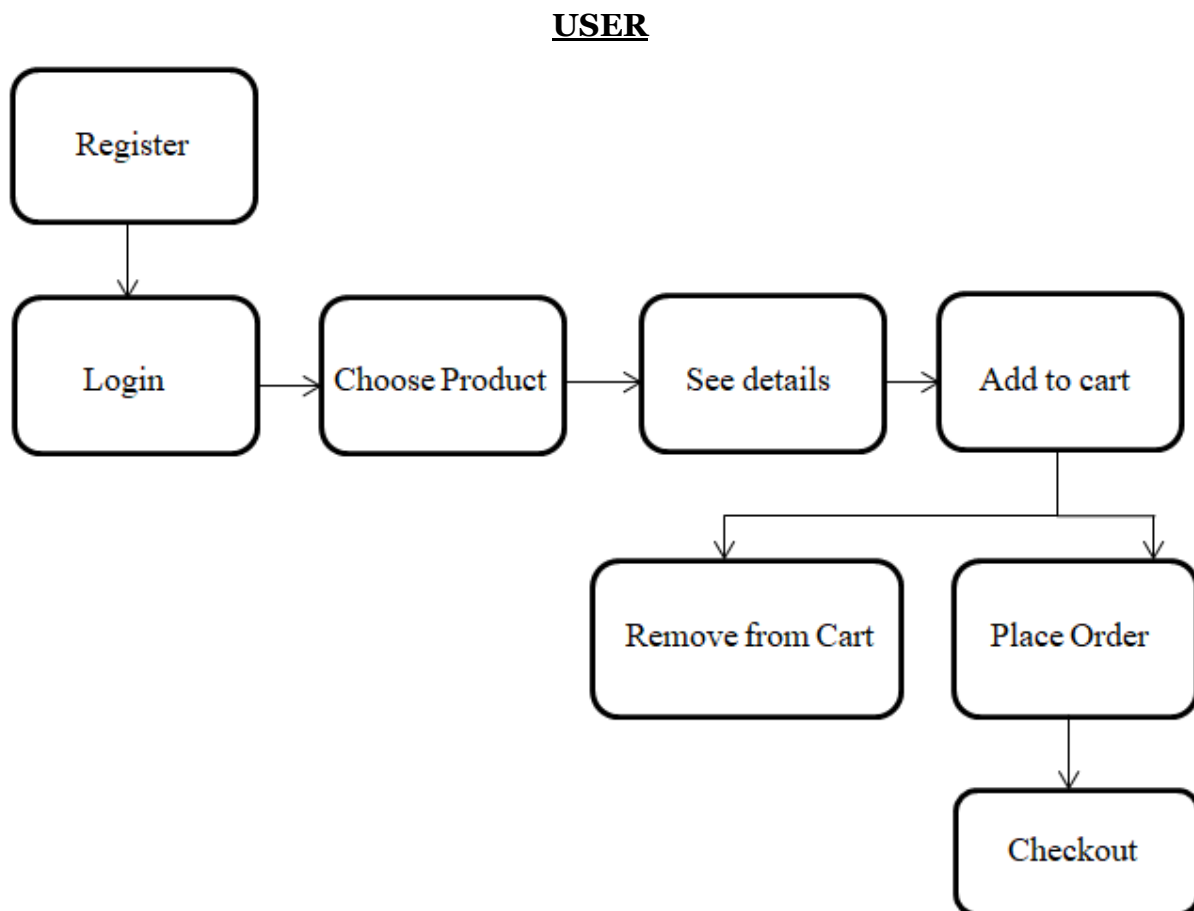 USER
Register
Login
Choose Product
See details
Add to cart
Remove from Cart
Place Order
Checkout